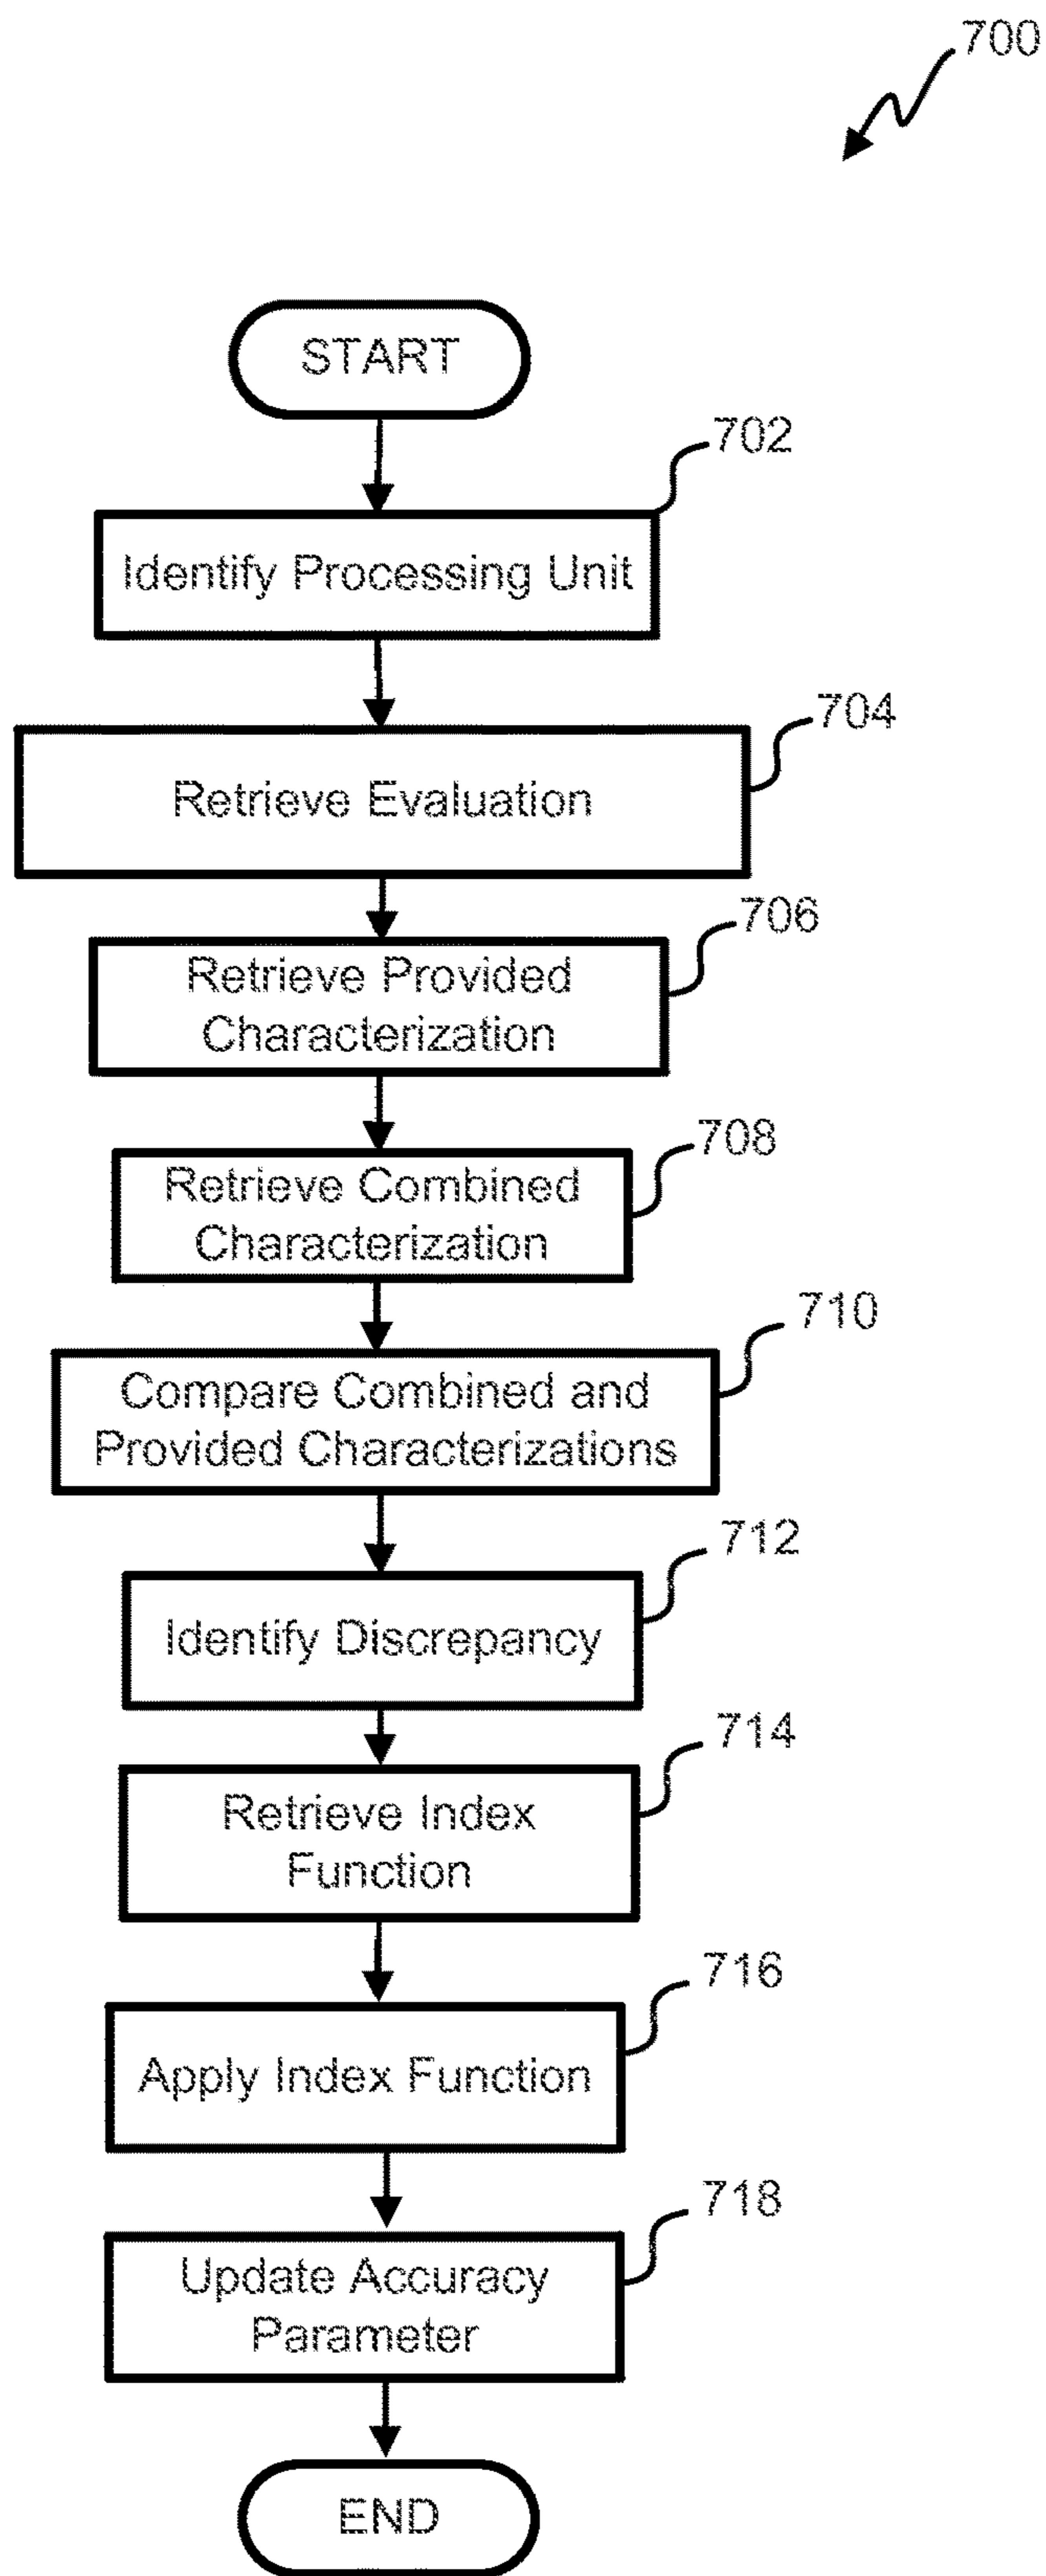 700
START
702
Identify Processing Unit
704
Retrieve Evaluation
706
Retrieve Provided
Characterization
708
Retrieve Combined
Characterization
710
Compare Combined and
Provided Characterizations
712
Identify Discrepancy
714
Retrieve Index
Function
716
Apply Index Function
718
Update Accuracy
Parameter
END